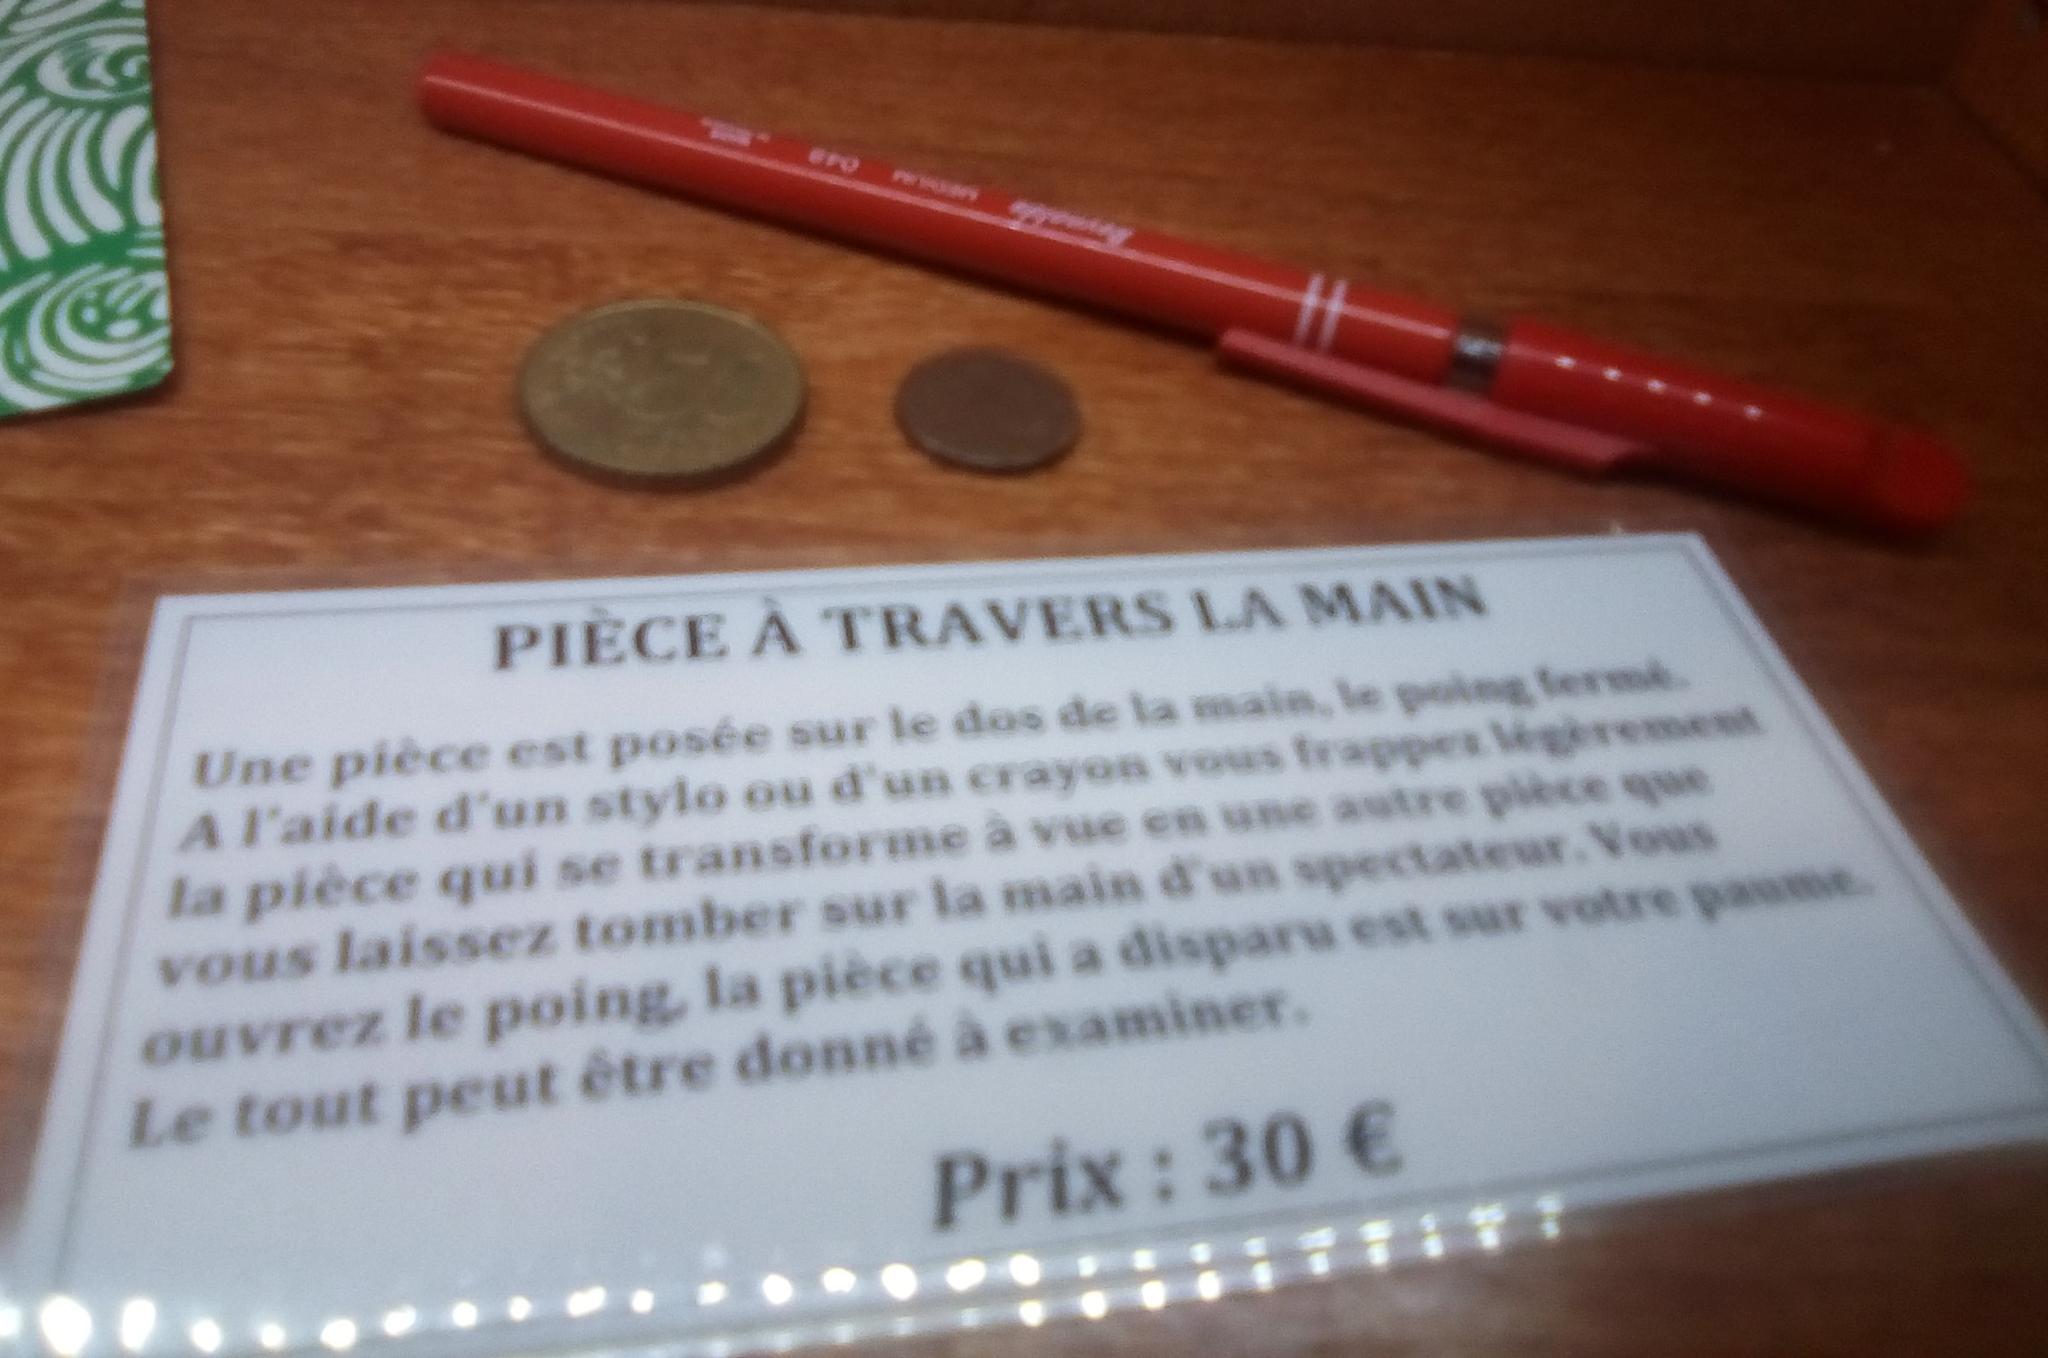 Reynolds MEDIUM 048
PIÈCE À TRAVERS LA MAIN
Une pièce est posée sur le dos de la main, le poing fermé.
A l'aide d'un stylo ou d'un crayon vous frappez légèrement
la pièce qui se transforme à vue en une autre pièce que
vous laissez tomber sur la main d'un spectateur. Vous
ouvrez le poing, la pièce qui a disparu est sur votre paume.
Le tout peut être donné à examiner.
Prix : 30 €